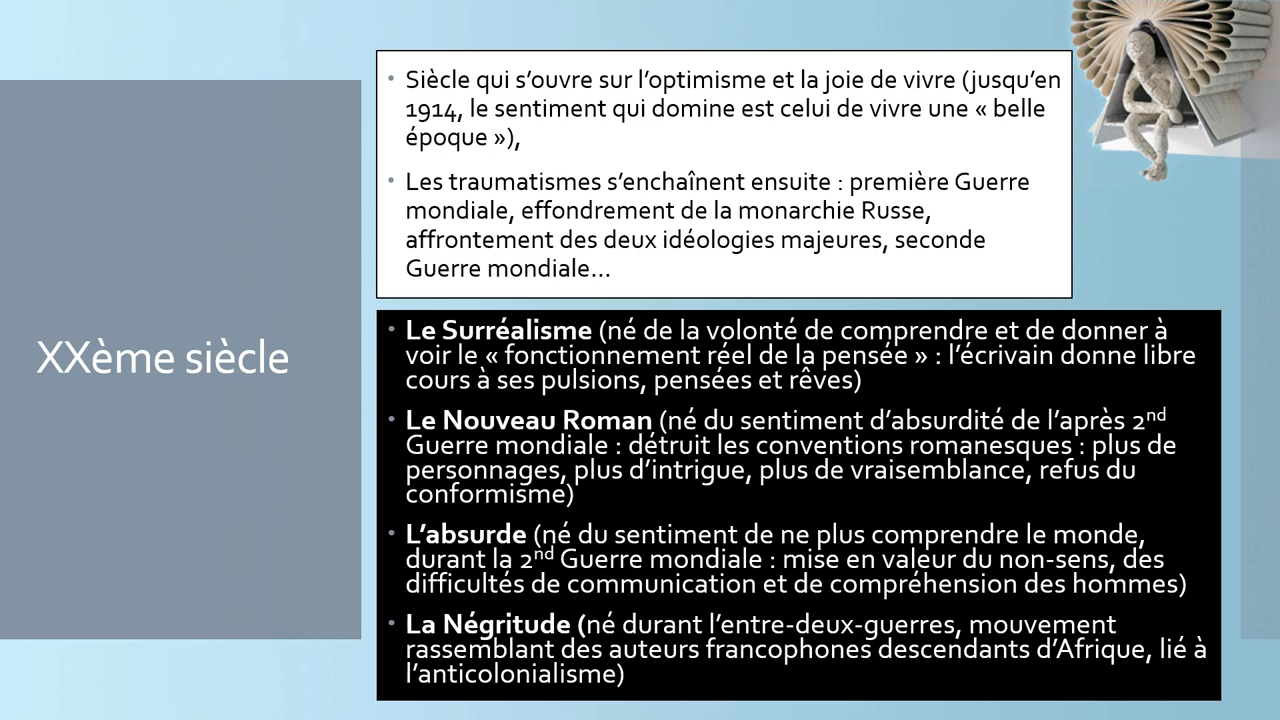 XXème siècle
• Siècle qui s’ouvre sur l’optimisme et la joie de vivre (jusqu’en
1914, le sentiment qui domine est celui de vivre une « belle
époque »),
• Les traumatismes s’enchaînent ensuite : première Guerre
mondiale, effondrement de la monarchie Russe,
affrontement des deux idéologies majeures, seconde
Guerre mondiale…
• Le Surréalisme (né de la volonté de comprendre et de donner à
voir le « fonctionnement réel de la pensée » : l’écrivain donne libre
cours à ses pulsions, pensées et rêves)
• Le Nouveau Roman (né du sentiment d’absurdité de l’après 2nd
Guerre mondiale : détruit les conventions romanesques : plus de
personnages, plus d’intrigue, plus de vraisemblance, refus du
conformisme)
• L’absurde (né du sentiment de ne plus comprendre le monde,
durant la 2nd Guerre mondiale : mise en valeur du non-sens, des
difficultés de communication et de compréhension des hommes)
• La Négritude (né durant l’entre-deux-guerres, mouvement
rassemblant des auteurs francophones descendants d’Afrique, lié à
l’anticolonialisme)